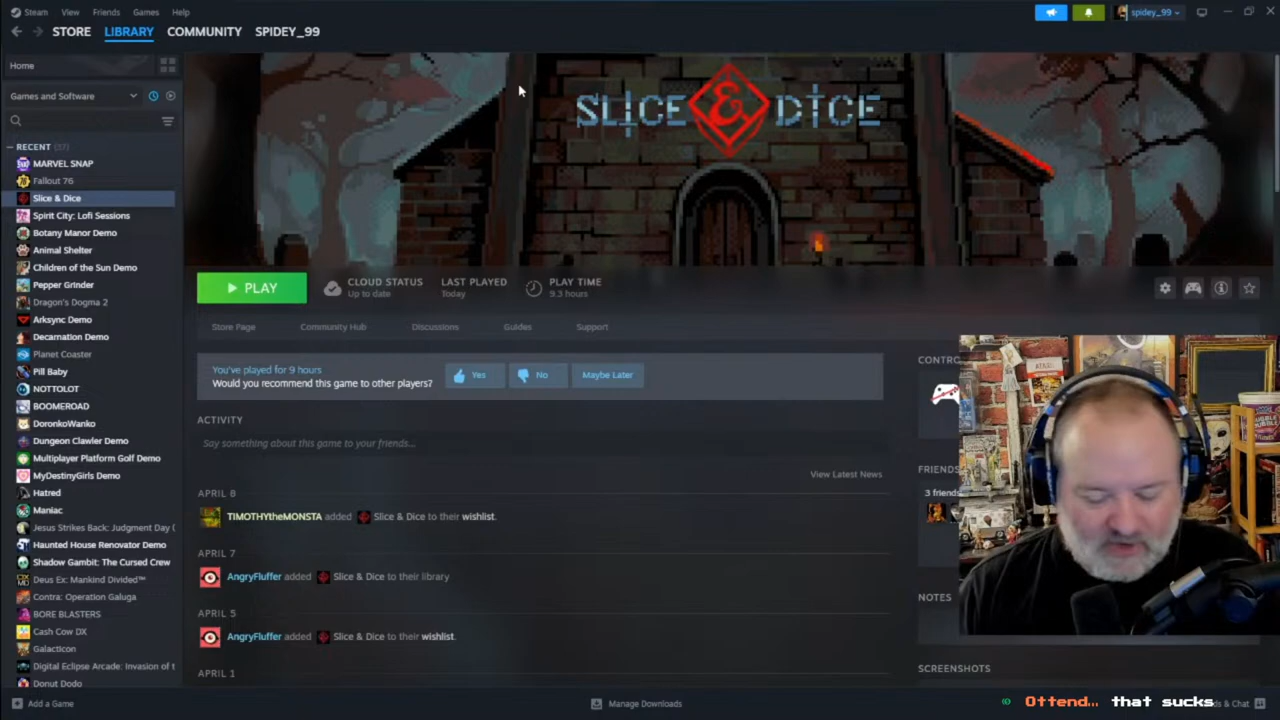 Steam View Friends Games Help
spidey_99
STORE LIBRARY COMMUNITY SPIDEY_99
Home
Games and Software
RECENT (37)
MARVEL SNAP
Fallout 76
Slice & Dice
Spirit City: Lofi Sessions
Botany Manor Demo
Animal Shelter
Children of the Sun Demo
Pepper Grinder
Dragon's Dogma 2
Arksync Demo
Decarnation Demo
Planet Coaster
Pill Baby
NOTTOLOT
BOOMEROAD
DoronkoWanko
Dungeon Clawler Demo
Multiplayer Platform Golf Demo
MyDestinyGirls Demo
Hatred
Maniac
Jesus Strikes Back: Judgment Day (
Haunted House Renovator Demo
Shadow Gambit: The Cursed Crew
Deus Ex: Mankind Divided™
Contra: Operation Galuga
BORE BLASTERS
Cash Cow DX
Galacticon
Digital Eclipse Arcade: Invasion of t
Donut Dodo
Add a Game
SLICE & DICE
PLAY
CLOUD STATUS
Up to date
LAST PLAYED
Today
PLAY TIME
9.3 hours
Store Page Community Hub Discussions Guides Support
You've played for 9 hours
Would you recommend this game to other players?
Yes No Maybe Later
ACTIVITY
Say something about this game to your friends...
View Latest News
APRIL 8
TIMOTHYtheMONSTA added Slice & Dice to their wishlist.
APRIL 7
AngryFluffer added Slice & Dice to their library
APRIL 5
AngryFluffer added Slice & Dice to their wishlist.
APRIL 1
CONTRO
FRIENDS
3 friends
NOTES
SCREENSHOTS
Manage Downloads
0ttend... that sucks
ds & Chat